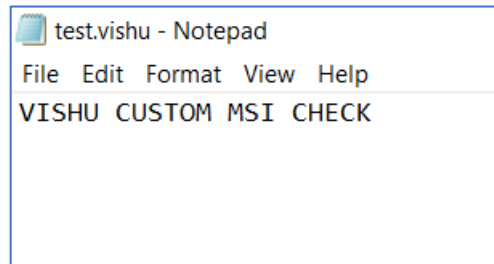 test.vishu - Notepad
File Edit Format View Help
VISHU CUSTOM MSI CHECK